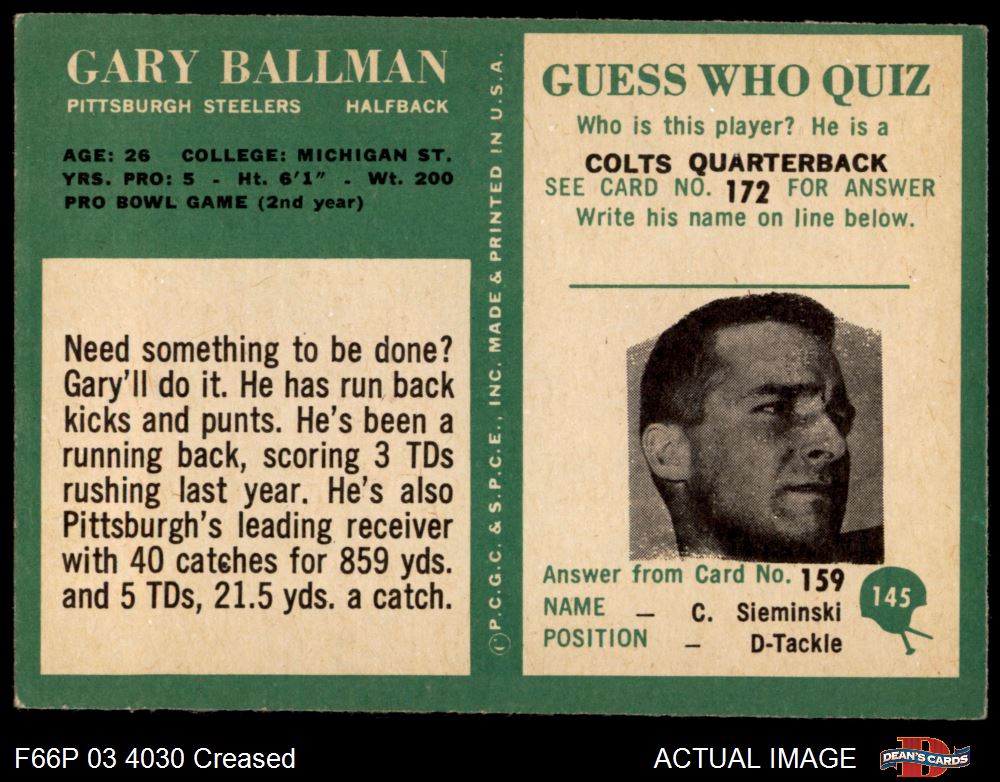 GARY BALLMAN
PITTSBURGH STEELERS HALFBACK
AGE: 26 COLLEGE: MICHIGAN ST.
YRS. PRO: 5 - Ht. 6'1" - Wt. 200
PRO BOWL GAME (2nd year)
Need something to be done?
Gary'll do it. He has run back
kicks and punts. He's been a
running back, scoring 3 TDs
rushing last year. He's also
Pittsburgh's leading receiver
with 40 catches for 859 yds.
and 5 TDs, 21.5 yds. a catch.
© P.C.G.C. & S.P.C.E., INC. MADE & PRINTED IN U.S.A.
GUESS WHO QUIZ
Who is this player? He is a
COLTS QUARTERBACK
SEE CARD NO. 172 FOR ANSWER
Write his name on line below.
Answer from Card No. 159
NAME – C. Sieminski
POSITION – D-Tackle
145
F66P 03 4030 Creased
ACTUAL IMAGE
DEAN'S CARDS